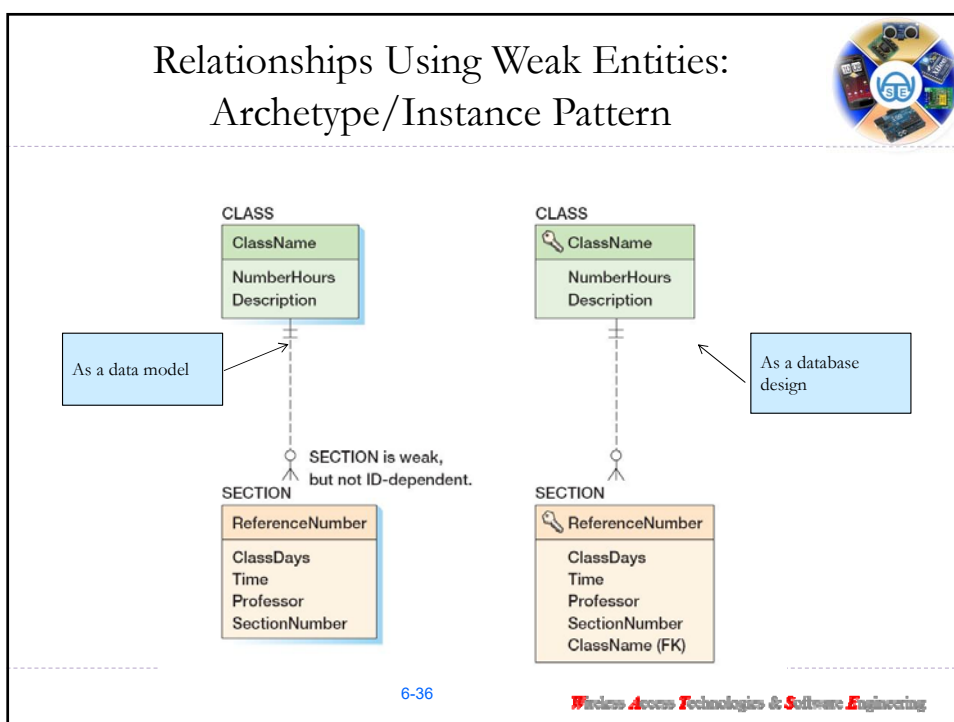 Relationships Using Weak Entities:
Archetype/Instance Pattern
S E
CLASS
ClassName
NumberHours
Description
As a data model
SECTION is weak,
but not ID-dependent.
SECTION
ReferenceNumber
ClassDays
Time
Professor
SectionNumber
CLASS
ClassName
NumberHours
Description
As a database
design
SECTION
ReferenceNumber
ClassDays
Time
Professor
SectionNumber
ClassName (FK)
6-36
Wireless Access Technologies & Software Engineering